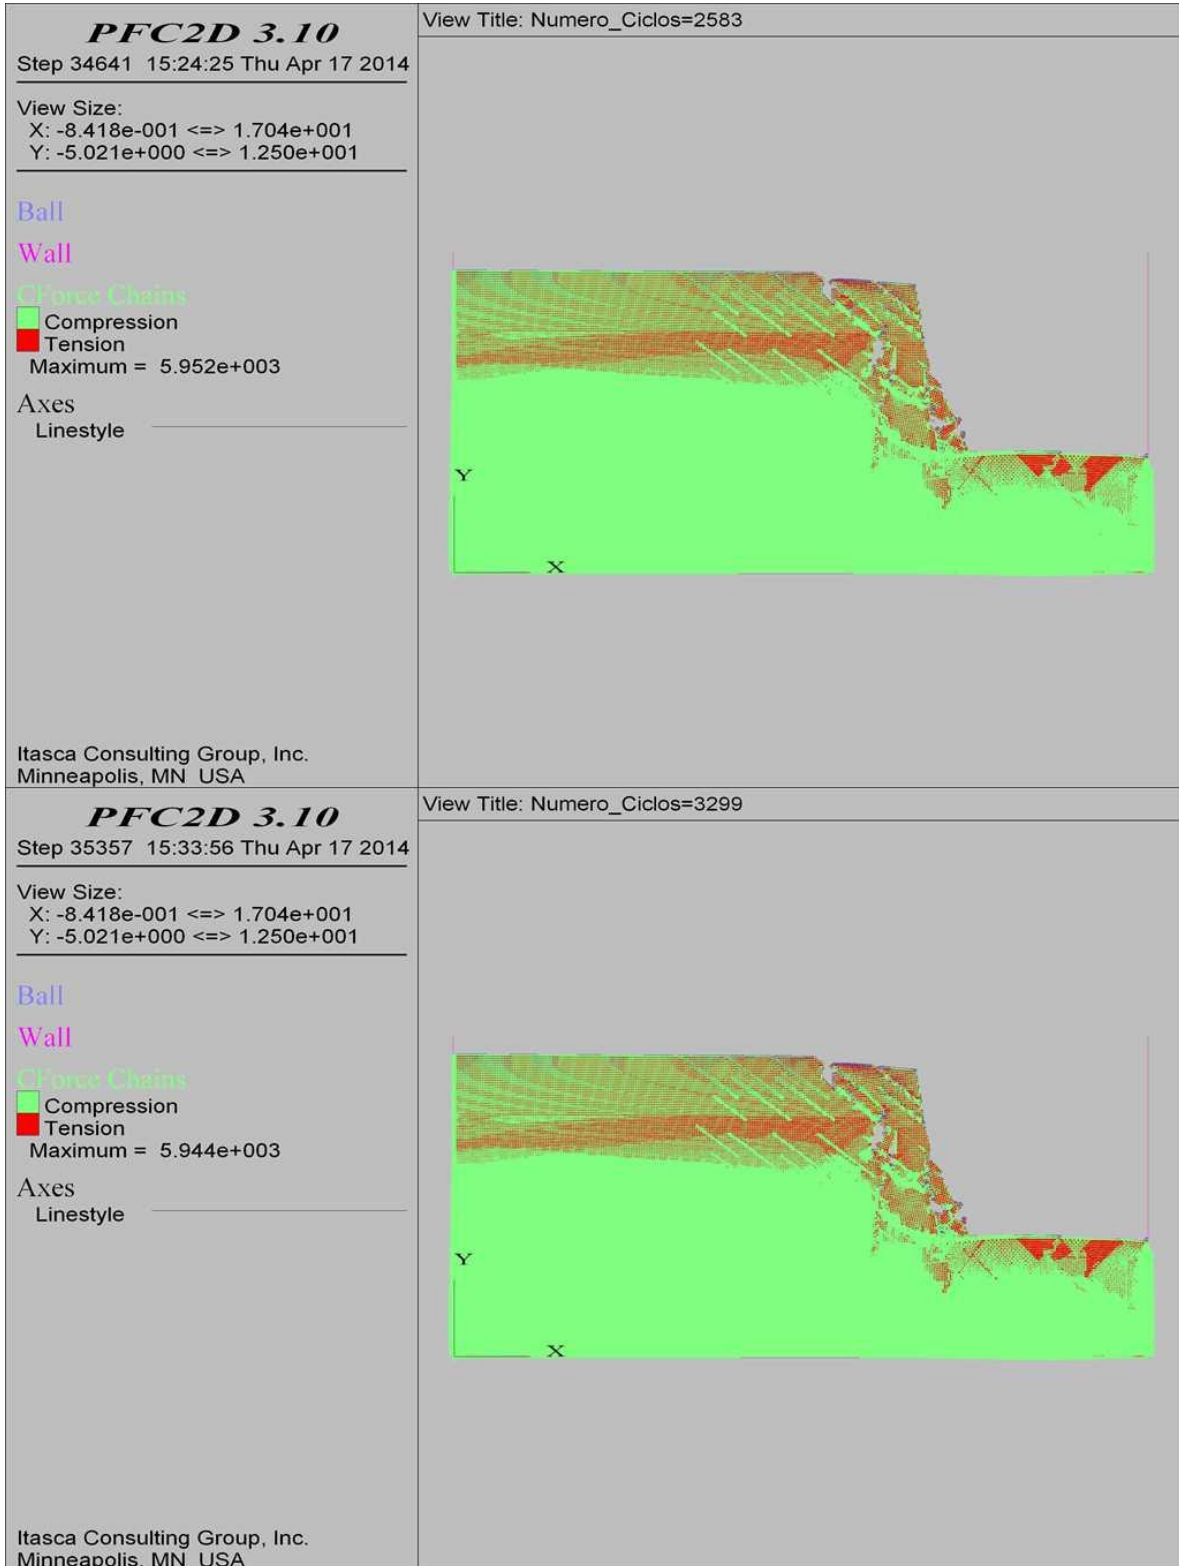 PFC2D 3.10
Step 34641 15:24:25 Thu Apr 17 2014
View Size:
X: -8.418e-001 <=> 1.704e+001
Y: -5.021e+000 <=> 1.250e+001
Ball
Wall
CForce Chains
Compression
Tension
Maximum = 5.952e+003
Axes
Linestyle
Itasca Consulting Group, Inc.
Minneapolis, MN USA
View Title: Numero_Ciclos=2583
Y
X
PFC2D 3.10
Step 35357 15:33:56 Thu Apr 17 2014
View Size:
X: -8.418e-001 <=> 1.704e+001
Y: -5.021e+000 <=> 1.250e+001
Ball
Wall
CForce Chains
Compression
Tension
Maximum = 5.944e+003
Axes
Linestyle
Itasca Consulting Group, Inc.
Minneapolis, MN USA
View Title: Numero_Ciclos=3299
Y
X